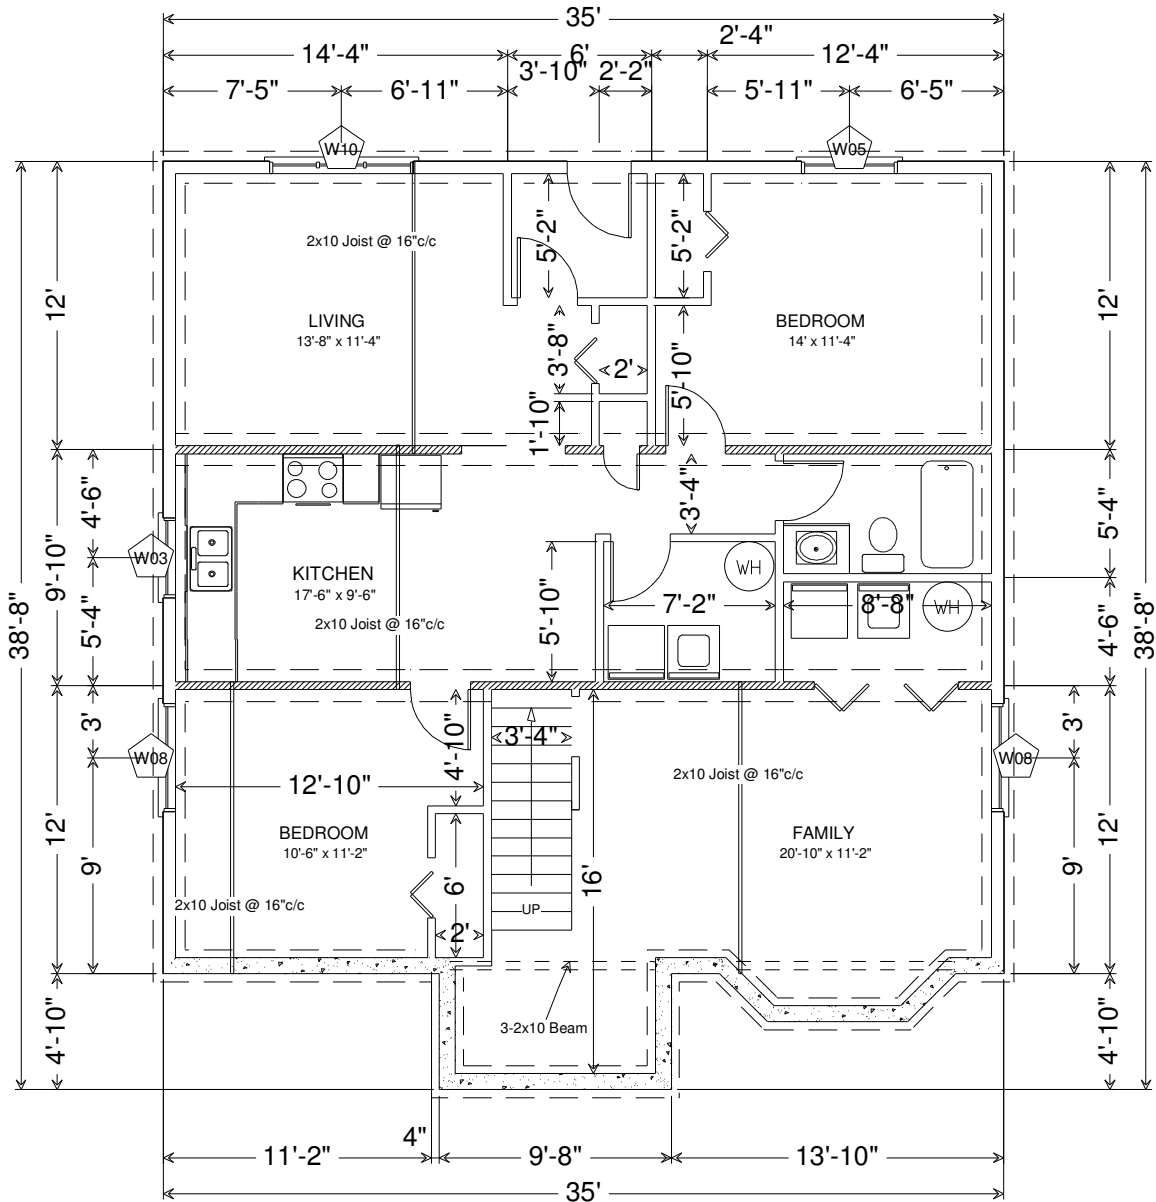 35'
2'-4"
14'-4"
6'
12'-4"
3'-10"
2'-2"
7'-5"
6'-11"
5'-11"
6'-5"
W10
W05
5'-2"
5'-2"
2x10 Joist @ 16"c/c
12'
12'
LIVING
13'-8" x 11'-4"
BEDROOM
14' x 11'-4"
3'-8"
2'
5'-10"
1'-10"
4'-6"
3'-4"
5'-4"
W03
9'-10"
KITCHEN
17'-6" x 9'-6"
WH
5'-4"
5'-10"
7'-2"
8'-8"
WH
4'-6"
2x10 Joist @ 16"c/c
38'-8"
38'-8"
3'
3'
4'-10"
3'-4"
W08
W08
2x10 Joist @ 16"c/c
12'-10"
12'
12'
BEDROOM
10'-6" x 11'-2"
FAMILY
20'-10" x 11'-2"
9'
9'
6'
16'
2x10 Joist @ 16"c/c
UP
2'
4'-10"
4'-10"
3-2x10 Beam
4"
11'-2"
9'-8"
13'-10"
35'